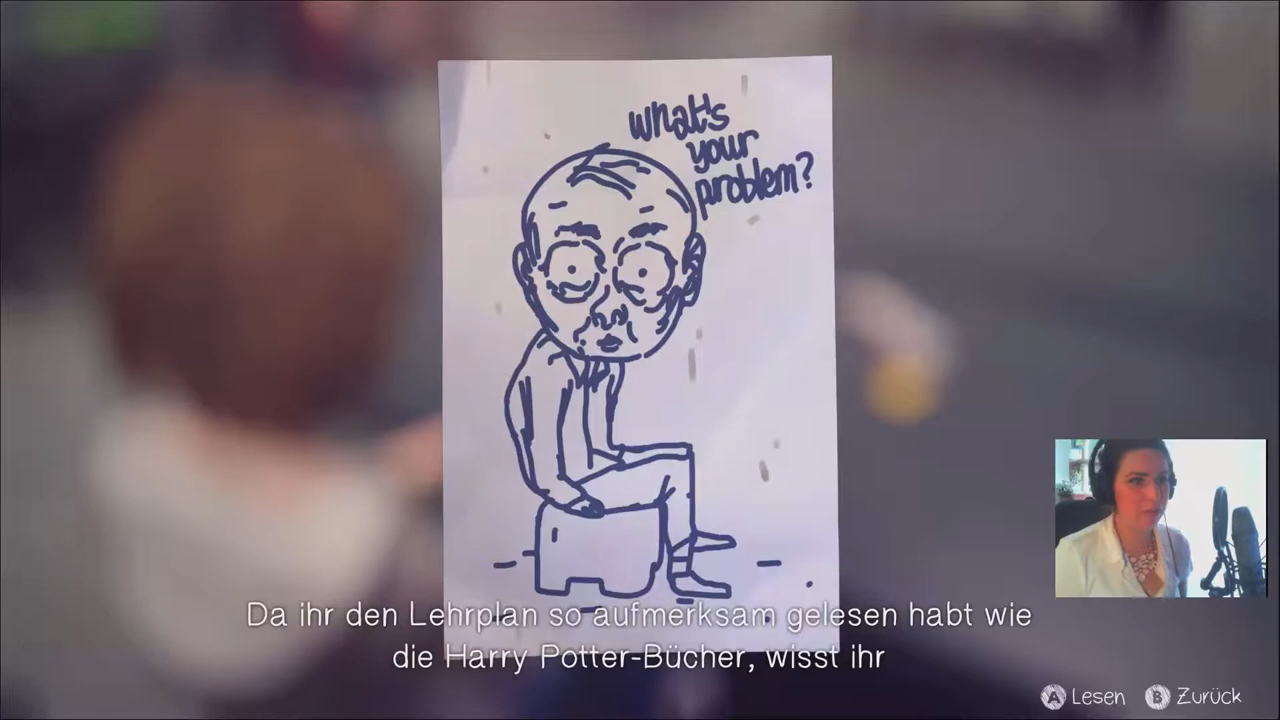 what's
your
problem?
Da ihr den Lehrplan so aufmerksam gelesen habt wie
die Harry Potter-Bücher, wisst ihr
A Lesen B Zurück